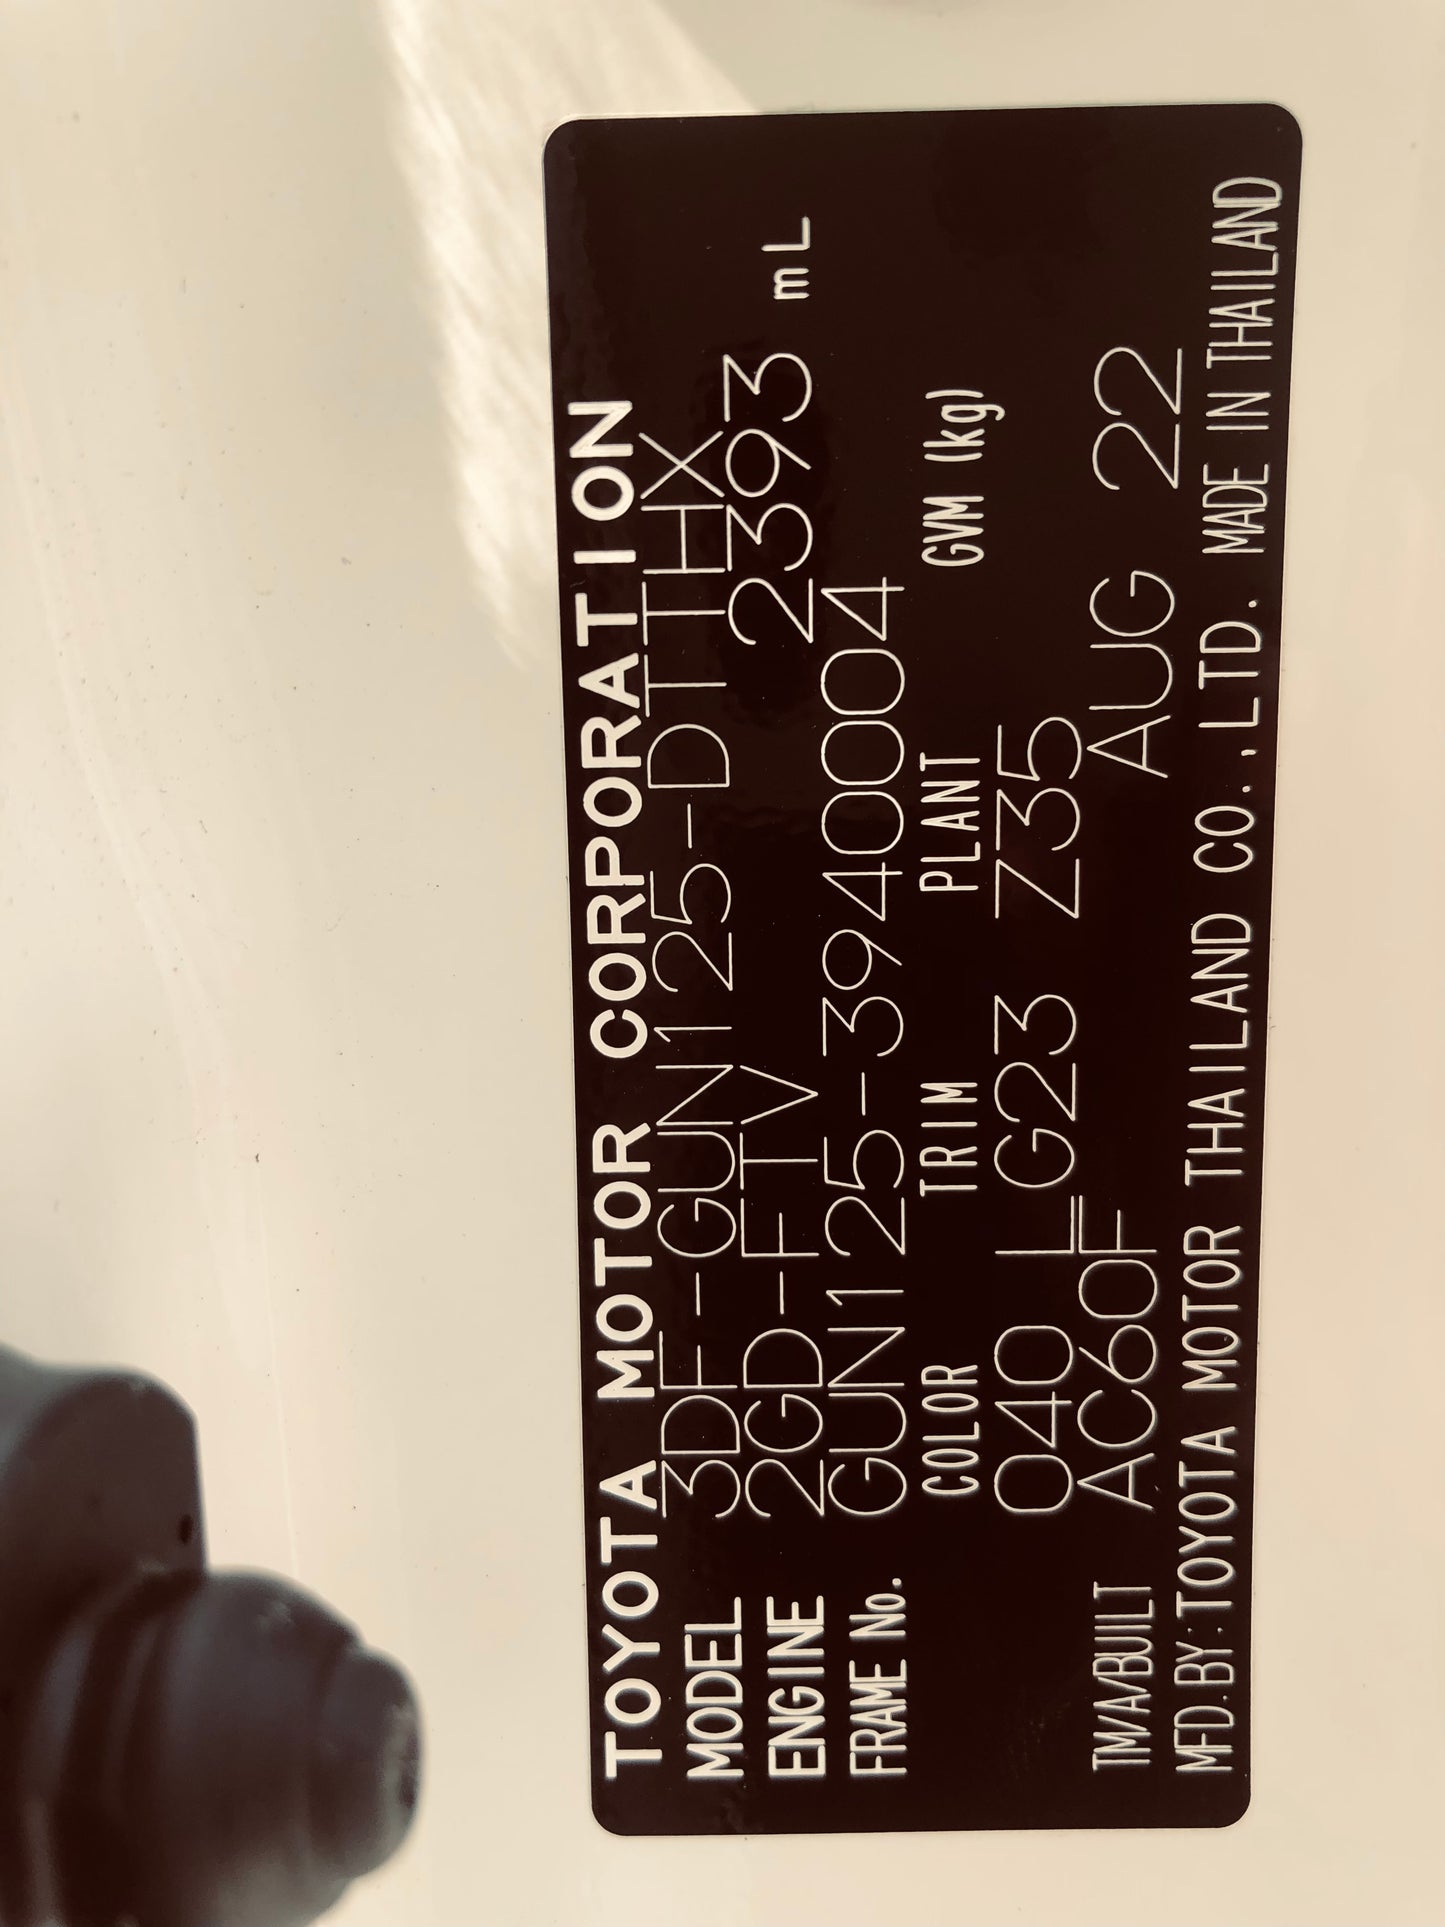 TOYOTA MOTOR CORPORATION
MODEL 3DF-GUN125-DTTHX
ENGINE 2GD-FTV 2393 mL
FRAME No. GUN125-3940004
COLOR TRIM PLANT GVM (kg)
040 LG23 Z35
TM/A/BUILT AC60F AUG 22
MFD.BY:TOYOTA MOTOR THAILAND CO.,LTD. MADE IN THAILAND